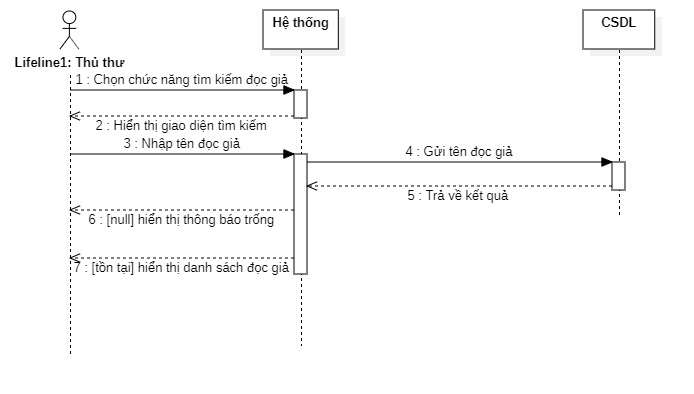 Hệ thống
CSDL
Lifeline1: Thủ thư
1 : Chọn chức năng tìm kiếm đọc giả
2 : Hiển thị giao diện tìm kiếm
3 : Nhập tên đọc giả
4 : Gửi tên đọc giả
5 : Trả về kết quả
6 : [null] hiển thị thông báo trống
7 : [tồn tại] hiển thị danh sách đọc giả